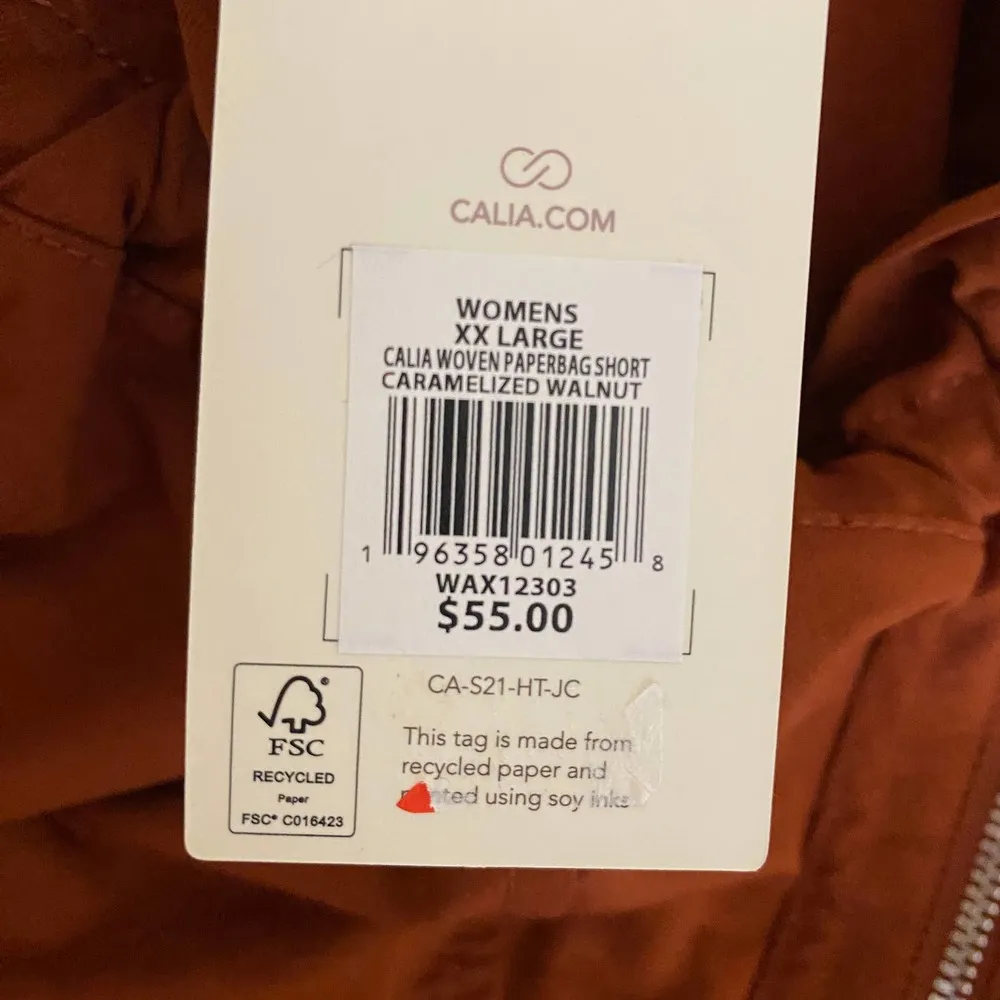 CALIA.COM
WOMENS
XX LARGE
CALIA WOVEN PAPERBAG SHORT
CARAMELIZED WALNUT
1 96358 01245 8
WAX12303
$55.00
CA-S21-HT-JC
This tag is made from
recycled paper and
printed using soy inks
FSC®
RECYCLED
Paper
FSC® C016423